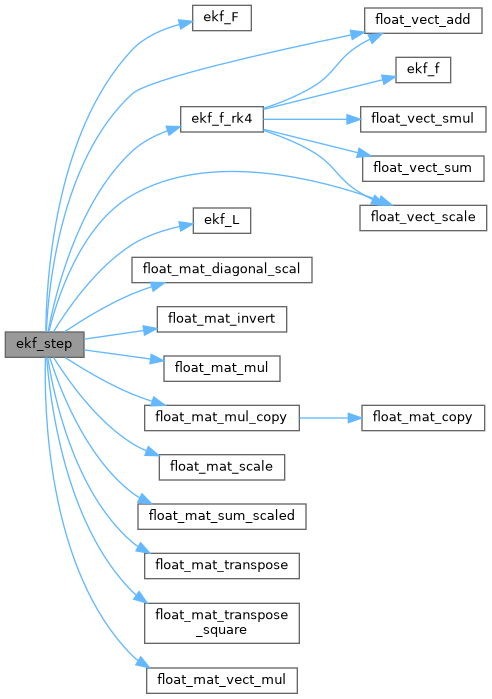 ekf_F
float_vect_add
ekf_f
ekf_f_rk4
float_vect_smul
float_vect_sum
ekf_L
float_vect_scale
float_mat_diagonal_scal
float_mat_invert
ekf_step
float_mat_mul
float_mat_mul_copy
float_mat_copy
float_mat_scale
float_mat_sum_scaled
float_mat_transpose
float_mat_transpose
_square
float_mat_vect_mul